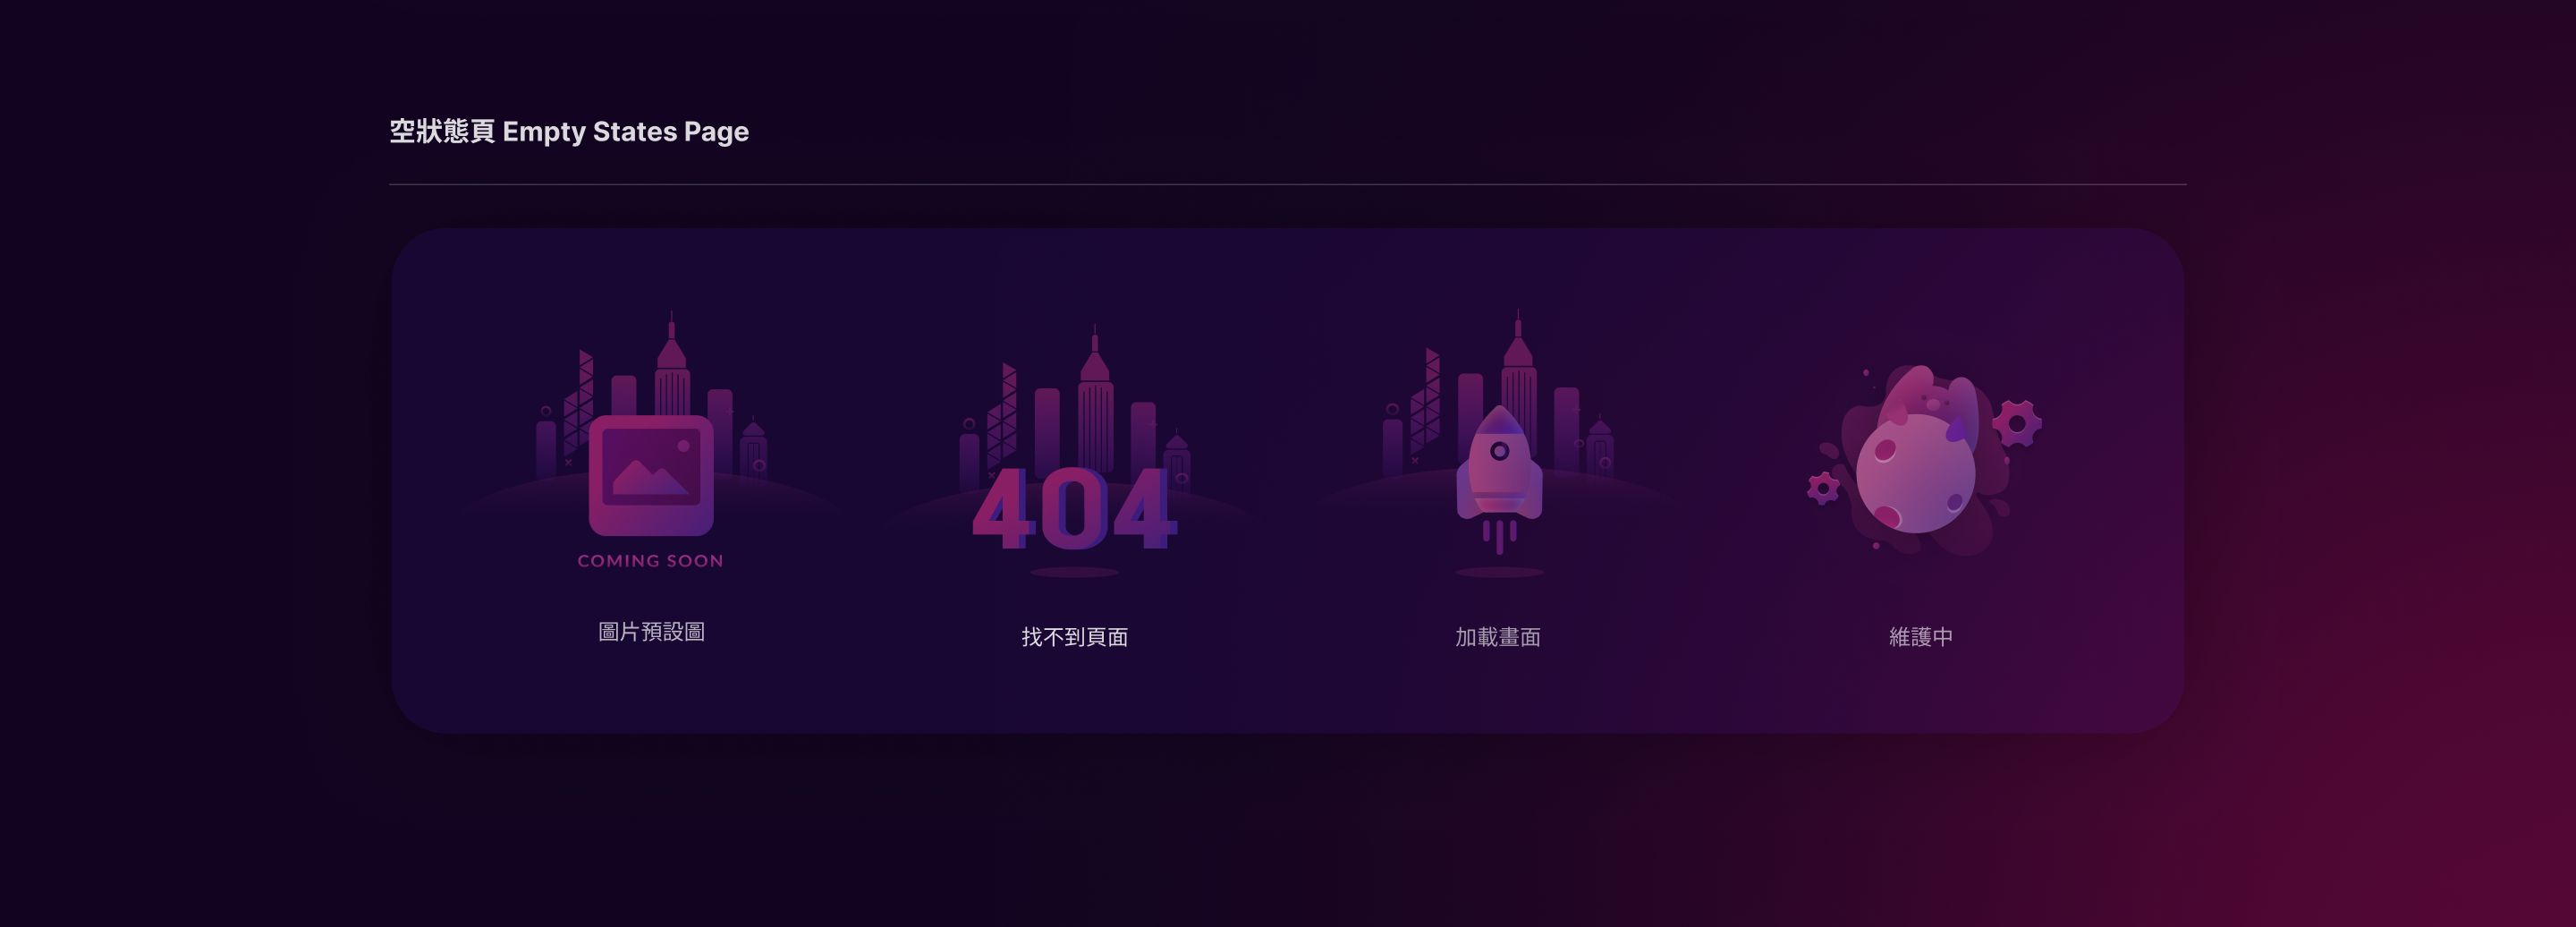 空狀態頁 Empty States Page
COMING SOON
404
圖片預設圖
找不到頁面
加載畫面
維護中